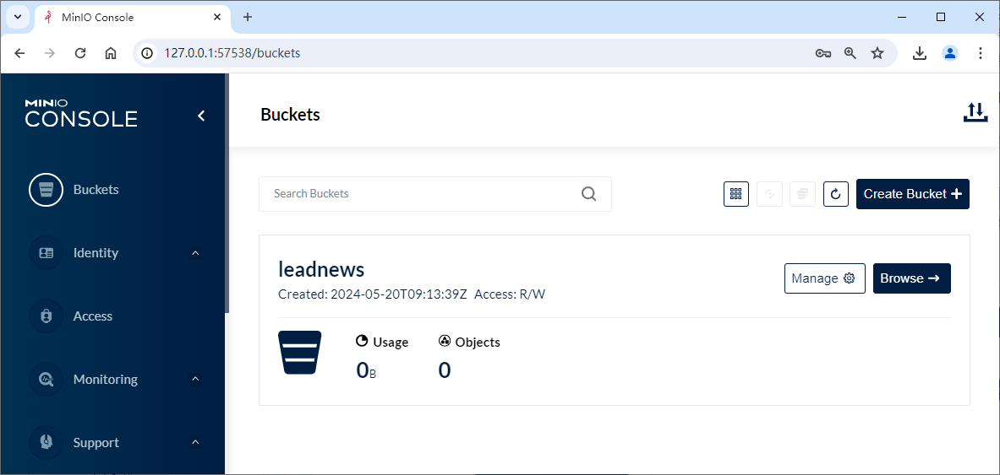 MinIO Console
127.0.0.1:57538/buckets
MINIO
CONSOLE
Buckets
Buckets
Identity
Access
Monitoring
Support
Search Buckets
Create Bucket
leadnews
Created: 2024-05-20T09:13:39Z Access: R/W
Manage
Browse
Usage
Objects
0B
0